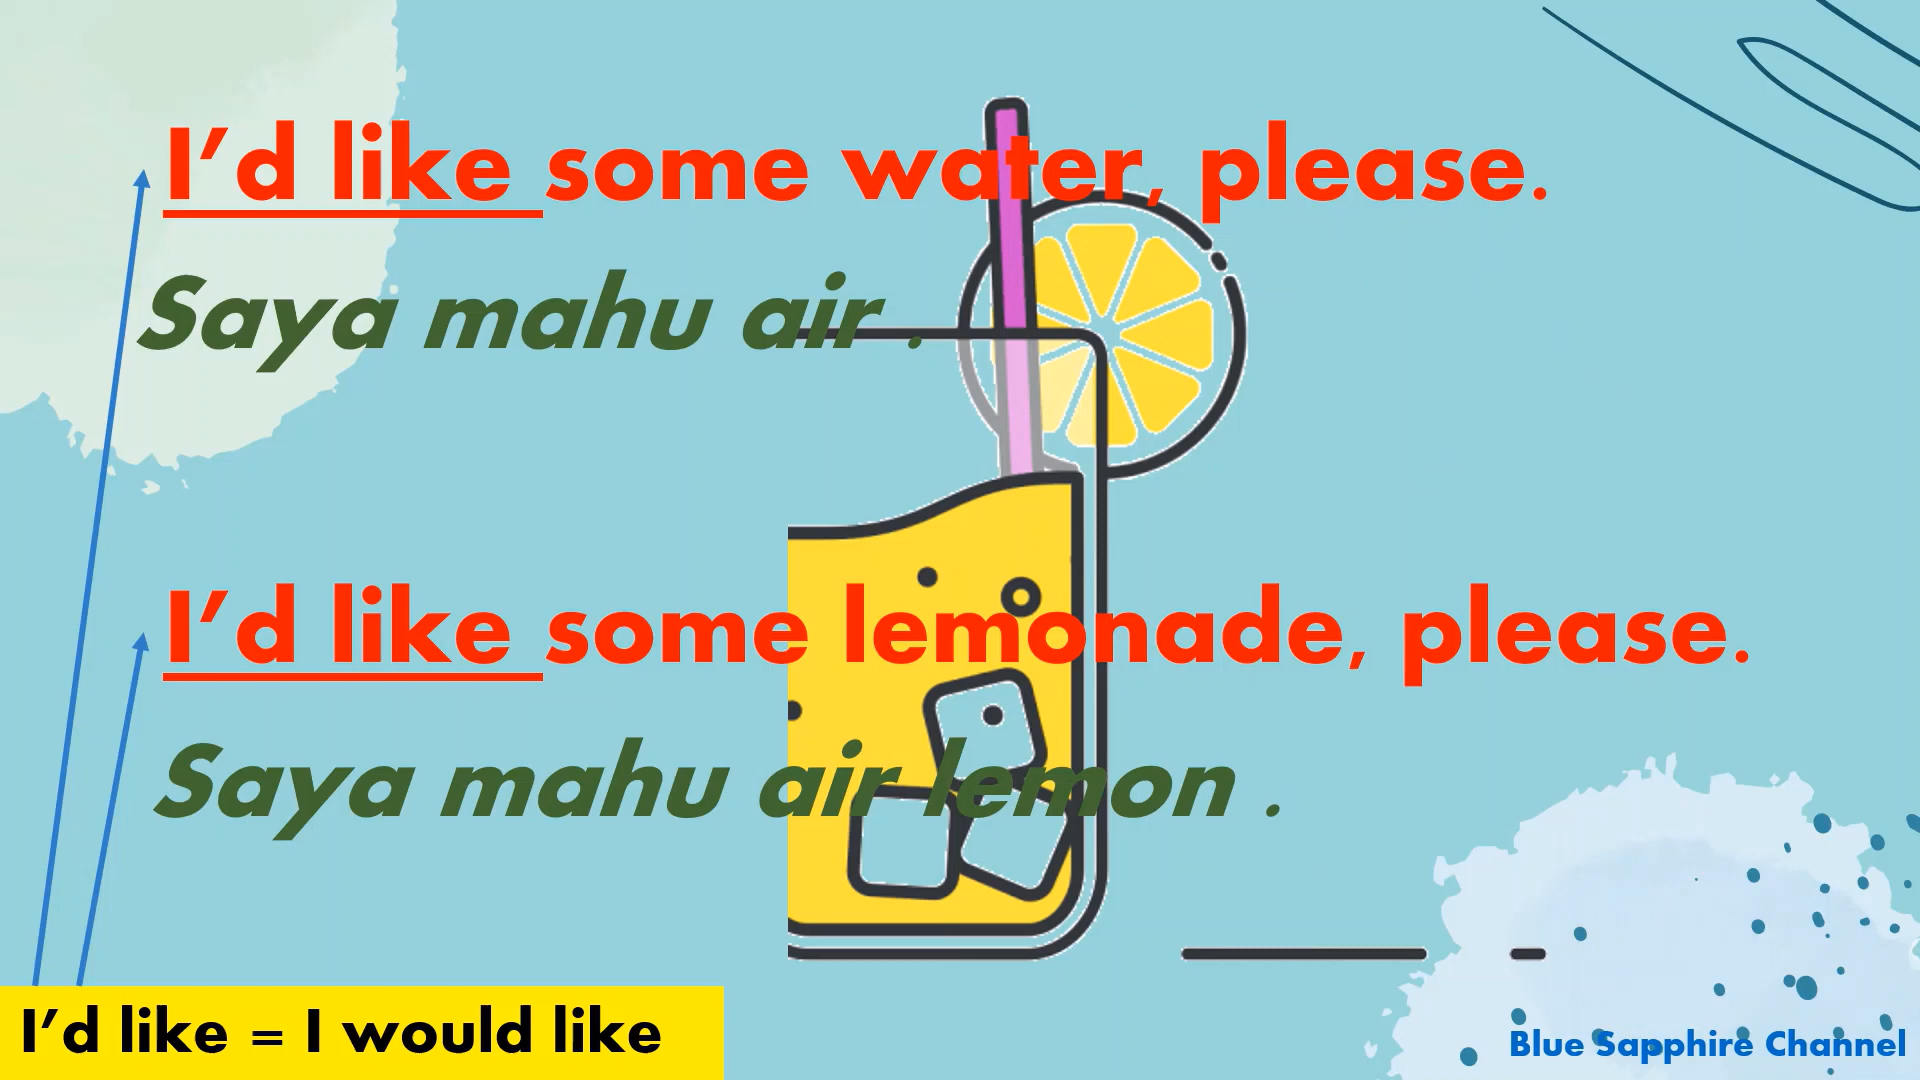 I’d like some water, please.
Saya mahu air .
I’d like some lemonade, please.
Saya mahu air lemon .
I’d like = I would like
Blue Sapphire Channel